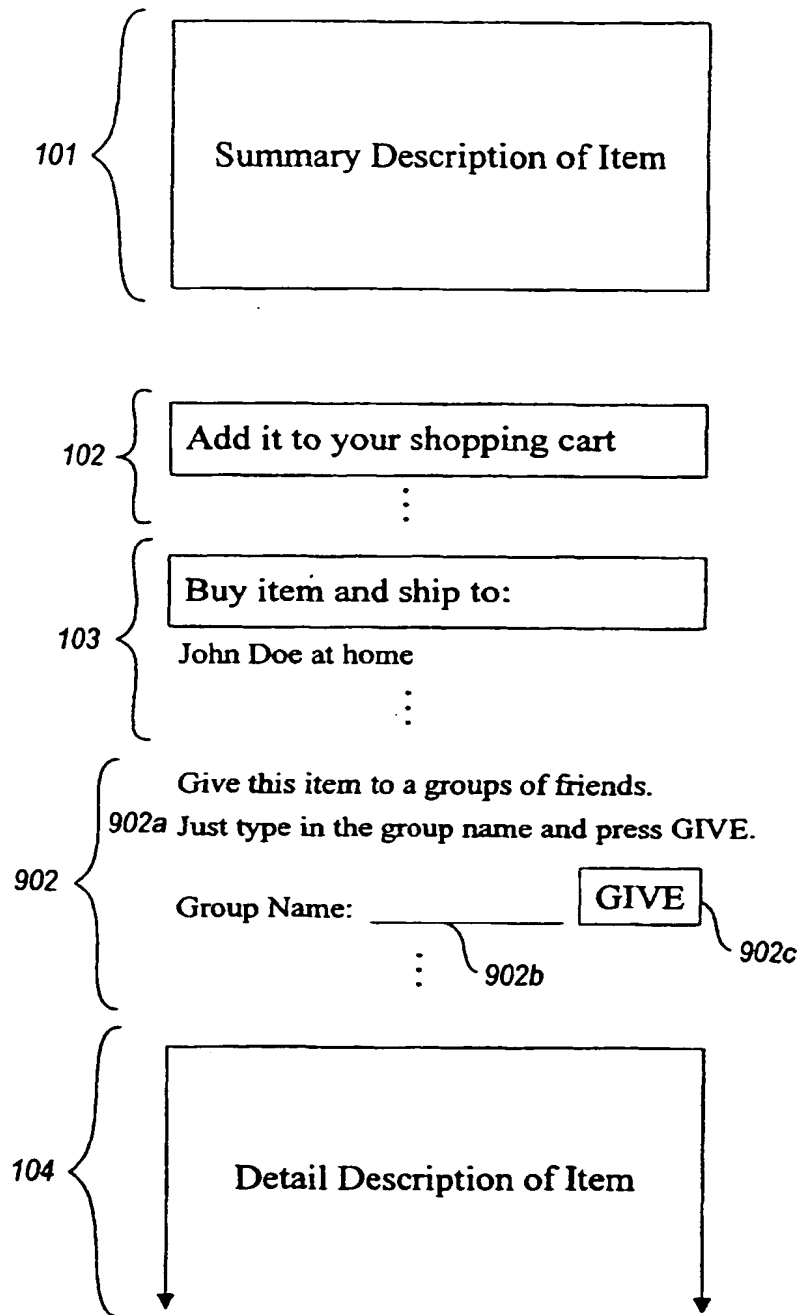 101
Summary Description of Item
102
Add it to your shopping cart
103
Buy item and ship to:
John Doe at home
902
Give this item to a groups of friends.
902a Just type in the group name and press GIVE.
Group Name: GIVE
902b
902c
104
Detail Description of Item